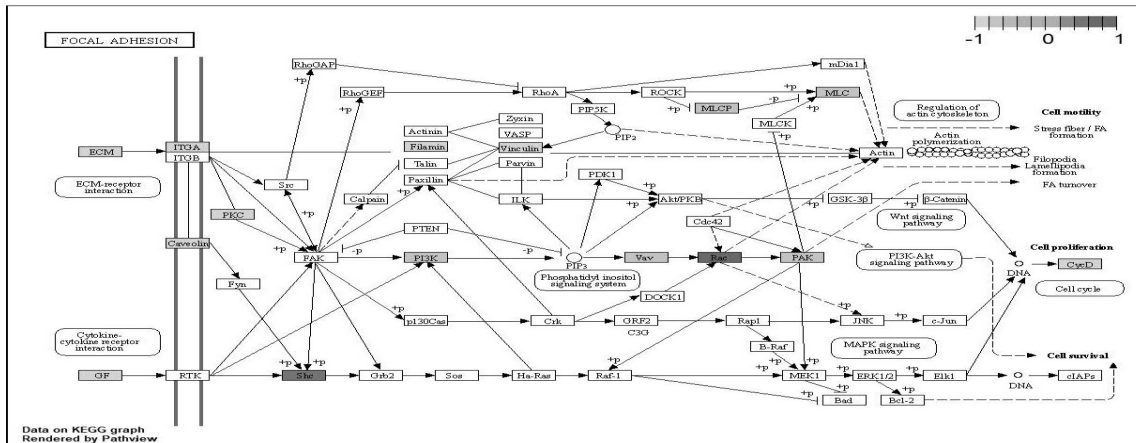 FOCAL ADHESION
-1 0 1
RhoGAP
mDia1
+p
+p
RhoGEF
RhoA
ROCK
+p
MLCP
-p
MLC
+p
+p
PIP5K
MLCK
Regulation of
actin cytoskeleton
Cell motility
Stress fiber / FA
formation
Zyxin
Actinin
VASP
PIP2
Filamin
Vinculin
Actin
Actin
polymerization
ECM
ITGA
ITGB
Talin
Parvin
Filopodia
Lamellipodia
formation
ECM-receptor
interaction
Src
Calpain
Paxillin
PDK1
FA turnover
+p
+p
ILK
+p
Akt/PKB
GSK-3β
β-Catenin
PKC
+p
+p
Cdc42
Wnt signaling
pathway
PTEN
Caveolin
FAK
-p
PI3K
-p
PIP3
Vav
Rac
PAK
PI3K-Akt
signaling pathway
Cell proliferation
DNA
CycD
Phosphatidyl inositol
signaling system
Fyn
DOCK1
Cell cycle
+p
p130Cas
Crk
GRF2
C3G
Rap1
+p
JNK
+p
c-Jun
Cytokine-
cytokine receptor
interaction
B-Raf
MAPK signaling
pathway
+p
+p
+p
+p
+p
Cell survival
GF
RTK
Shc
Grb2
Sos
Ha-Ras
Raf-1
MEK1
+p
ERK1/2
+p
Elk1
DNA
cIAPs
+p
+p
Bad
Bcl-2
Data on KEGG graph
Rendered by Pathview